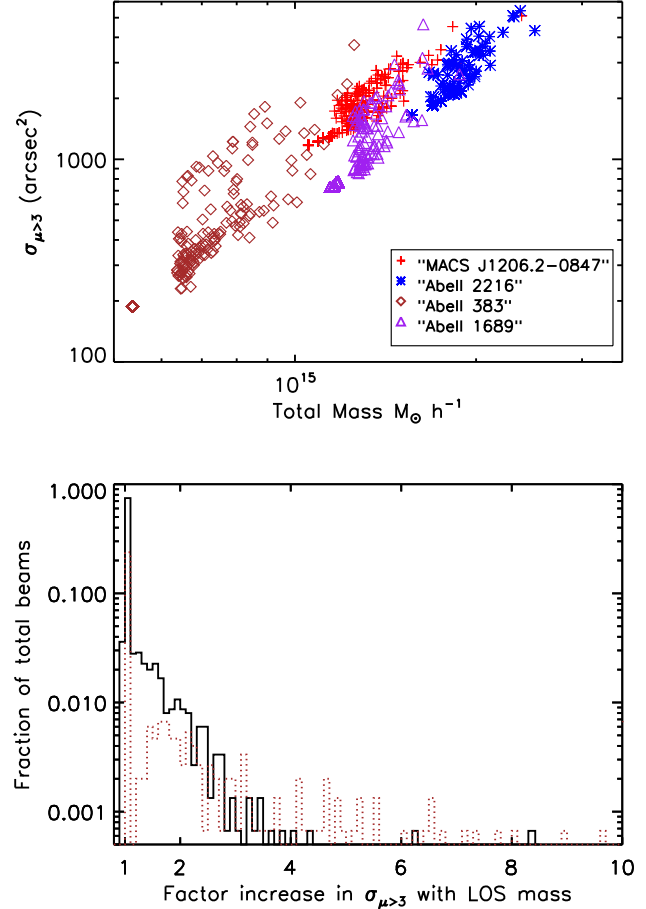 1000
100
σμ>3 (arcsec²)
"MACS J1206.2−0847"
"Abell 2216"
"Abell 383"
"Abell 1689"
10¹⁵
Total Mass M⊙ h⁻¹
1.000
0.100
0.010
0.001
Fraction of total beams
1 2 4 6 8 10
Factor increase in σμ>3 with LOS mass